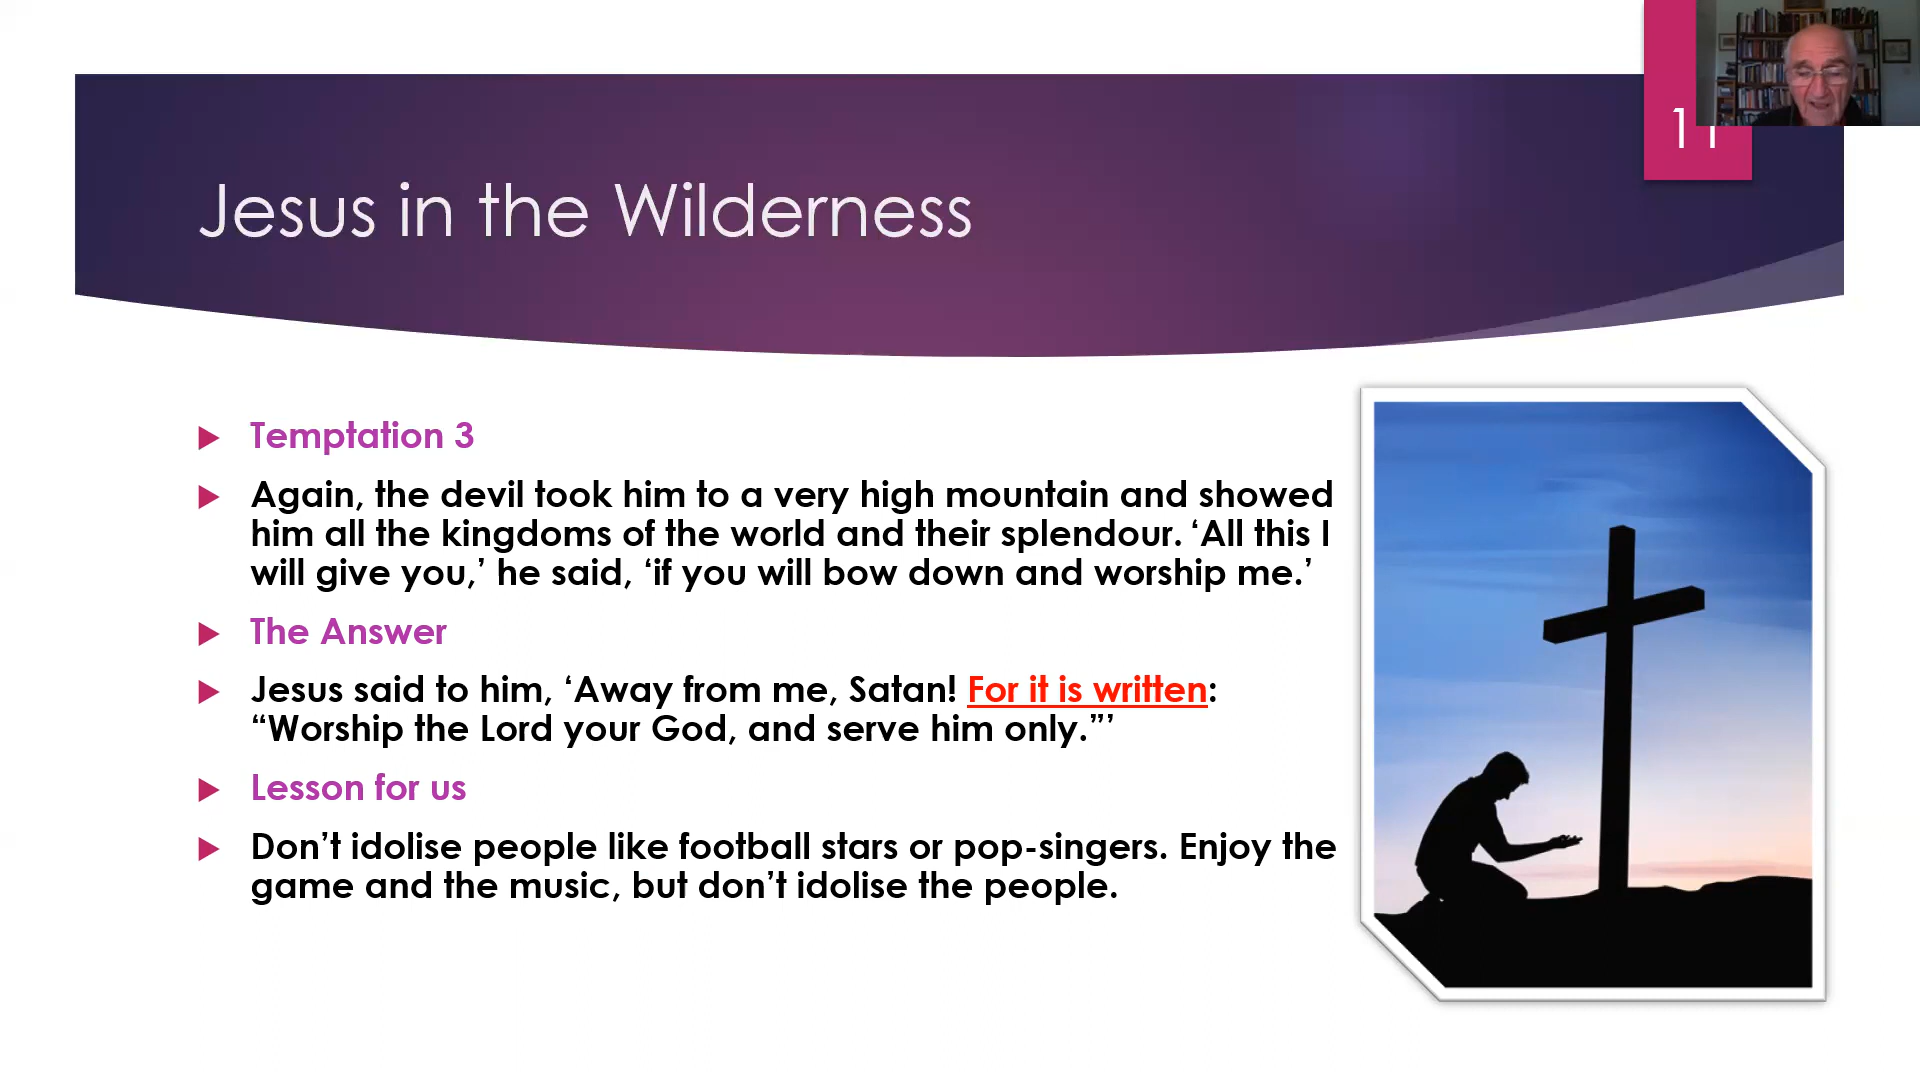 11
Jesus in the Wilderness
Temptation 3
Again, the devil took him to a very high mountain and showed
him all the kingdoms of the world and their splendour. ‘All this I
will give you,’ he said, ‘if you will bow down and worship me.’
The Answer
Jesus said to him, ‘Away from me, Satan! For it is written:
“Worship the Lord your God, and serve him only.”’
Lesson for us
Don’t idolise people like football stars or pop-singers. Enjoy the
game and the music, but don’t idolise the people.